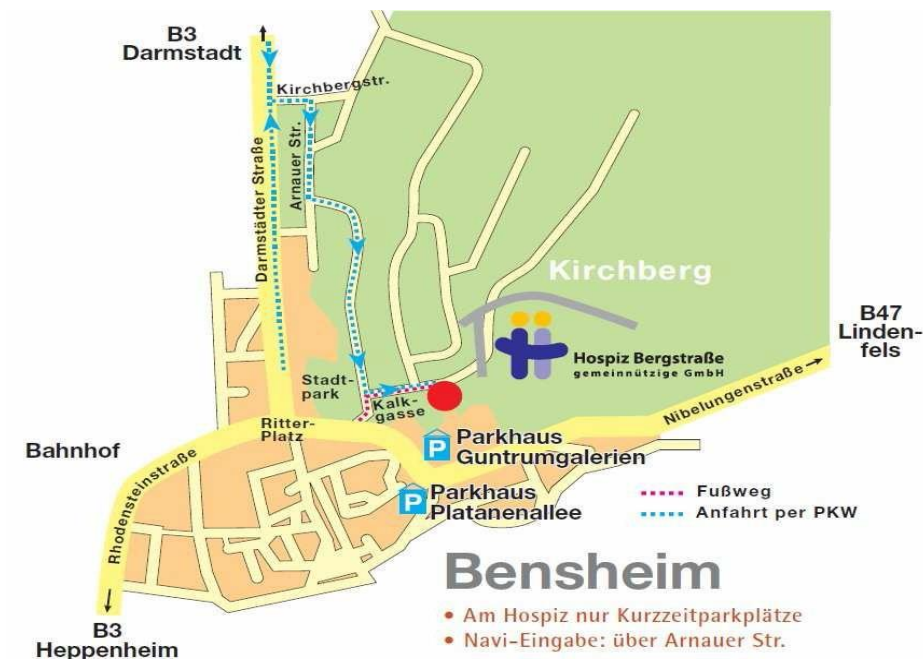 B3
Darmstadt
Kirchbergstr.
Arnauer Str.
Darmstädter Straße
Kirchberg
B47
Linden-
fels
Hospiz Bergstraße
gemeinnützige GmbH
Nibelungenstraße
Stadt-
park
Kalk-
gasse
Ritter-
Platz
Bahnhof
Rhodensteinstraße
P
Parkhaus
Guntrumgalerien
P
Parkhaus
Platanenallee
Fußweg
Anfahrt per PKW
Bensheim
• Am Hospiz nur Kurzzeitparkplätze
• Navi-Eingabe: über Arnauer Str.
B3
Heppenheim